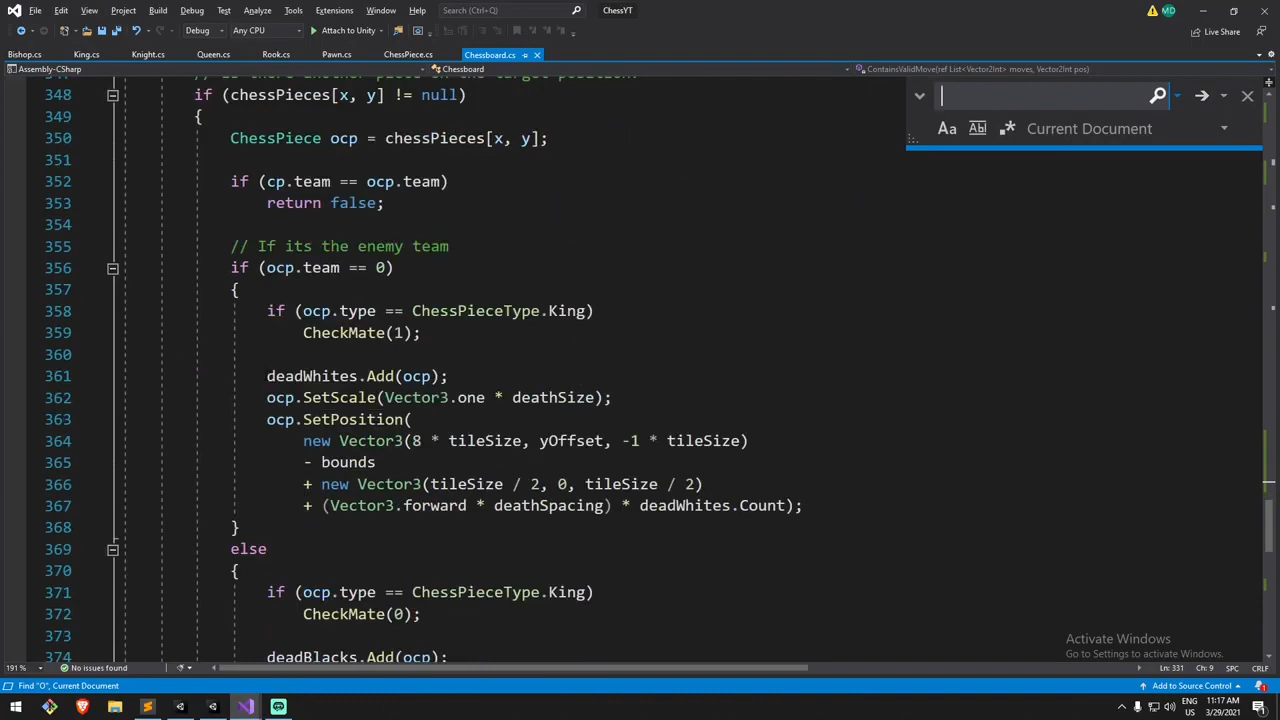 File Edit View Project Build Debug Test Analyze Tools Extensions Window Help Search (Ctrl+Q) ChessYT MD
Debug Any CPU Attach to Unity Live Share
Bishop.cs King.cs Knight.cs Queen.cs Rook.cs Pawn.cs ChessPiece.cs Chessboard.cs
Assembly-CSharp Chessboard ContainsValidMove(ref List<Vector2Int> moves, Vector2Int pos)
348 if (chessPieces[x, y] != null)
349 {
350 ChessPiece ocp = chessPieces[x, y];
351
352 if (cp.team == ocp.team)
353 return false;
354
355 // If its the enemy team
356 if (ocp.team == 0)
357 {
358 if (ocp.type == ChessPieceType.King)
359 CheckMate(1);
360
361 deadWhites.Add(ocp);
362 ocp.SetScale(Vector3.one * deathSize);
363 ocp.SetPosition(
364 new Vector3(8 * tileSize, yOffset, -1 * tileSize)
365 - bounds
366 + new Vector3(tileSize / 2, 0, tileSize / 2)
367 + (Vector3.forward * deathSpacing) * deadWhites.Count);
368 }
369 else
370 {
371 if (ocp.type == ChessPieceType.King)
372 CheckMate(0);
373
374 deadBlacks.Add(ocp);
Aa Ab Current Document
Activate Windows
Go to Settings to activate Windows.
191 % No issues found Ln: 331 Ch: 9 SPC CRLF
Find "O", Current Document Add to Source Control 1
ENG 11:17 AM
US 3/29/2021 1